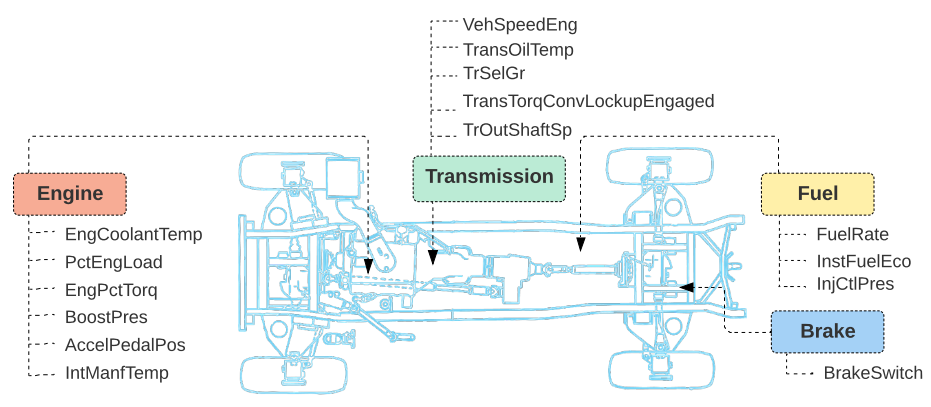 VehSpeedEng
TransOilTemp
TrSelGr
TransTorqConvLockupEngaged
TrOutShaftSp
Transmission
Engine
EngCoolantTemp
PctEngLoad
EngPctTorq
BoostPres
AccelPedalPos
IntManfTemp
Fuel
FuelRate
InstFuelEco
InjCtlPres
Brake
BrakeSwitch